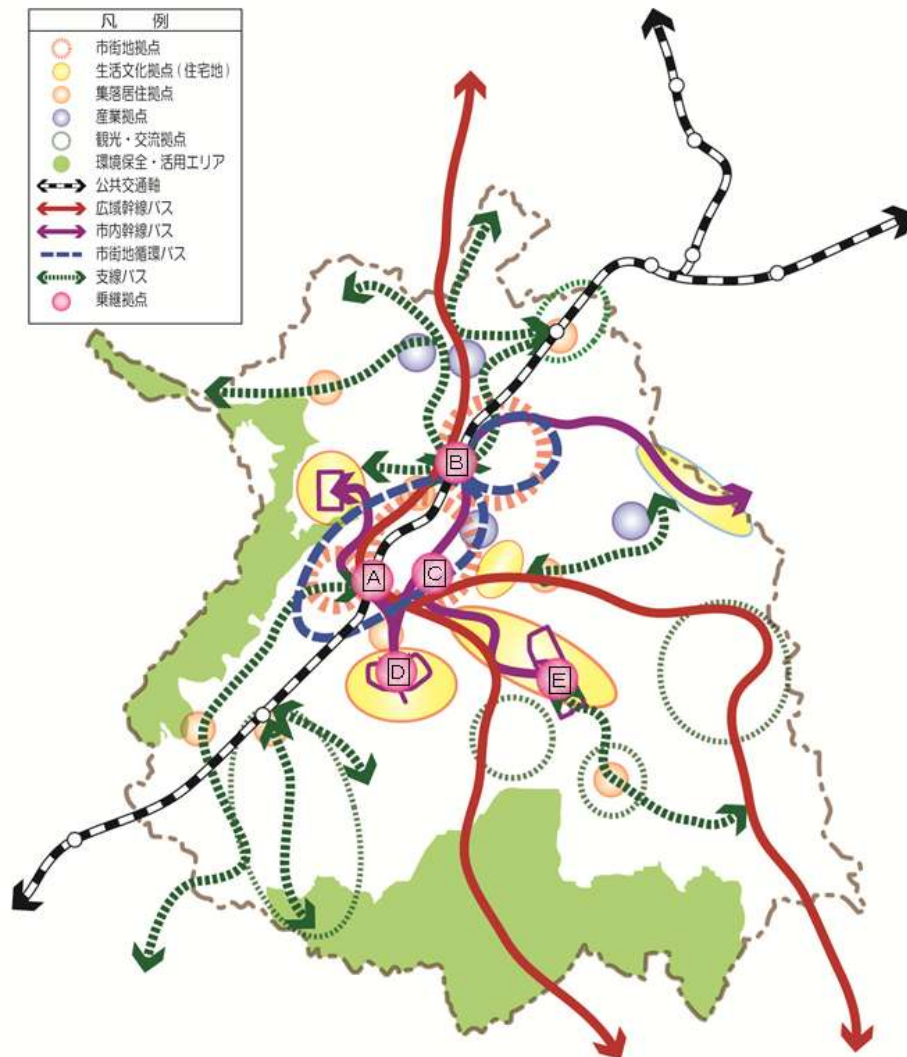 凡 例
市街地拠点
生活文化拠点(住宅地)
集落居住拠点
産業拠点
観光・交流拠点
環境保全・活用エリア
公共交通軸
広域幹線バス
市内幹線バス
市街地循環バス
支線バス
乗継拠点
B
A
C
D
E